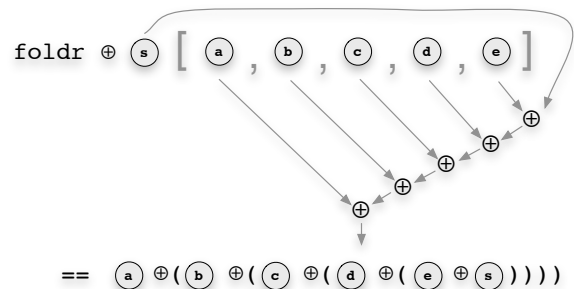 foldr ⊕ s [ a , b , c , d , e ]
⊕
⊕
⊕
⊕
⊕
== a ⊕( b ⊕( c ⊕( d ⊕( e ⊕ s ))))